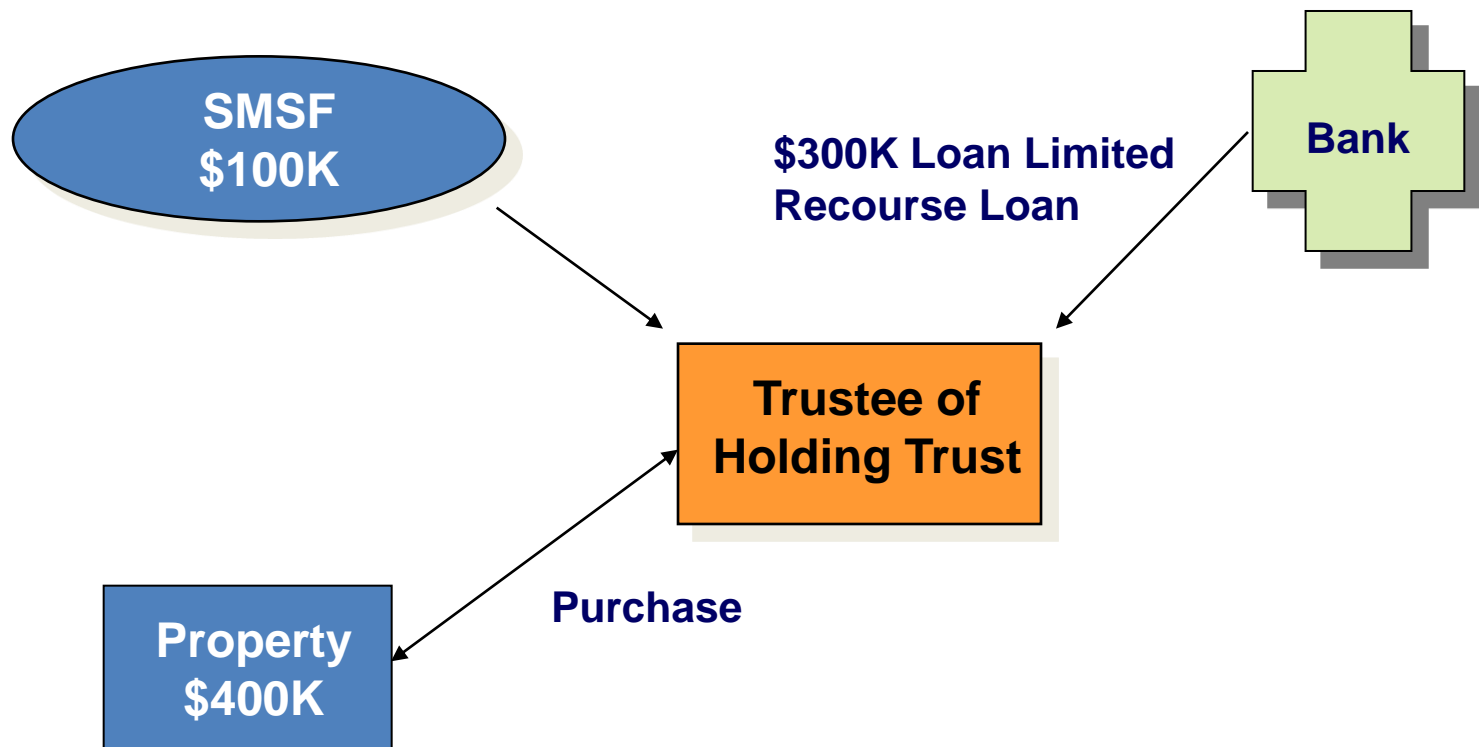 SMSF
$100K
$300K Loan Limited
Recourse Loan
Bank
Trustee of
Holding Trust
Purchase
Property
$400K